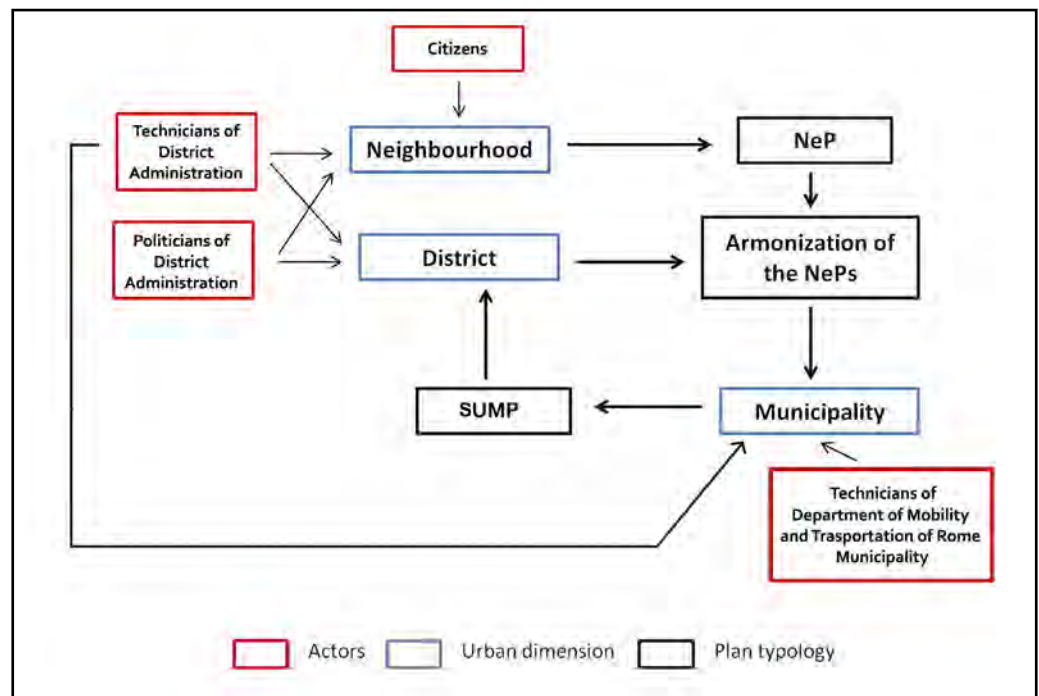 Citizens
Technicians of
District
Administration
Neighbourhood
NeP
Politicians of
District
Administration
District
Armonization of
the NePs
SUMP
Municipality
Technicians of
Department of Mobility
and Trasportation of Rome
Municipality
Actors
Urban dimension
Plan typology